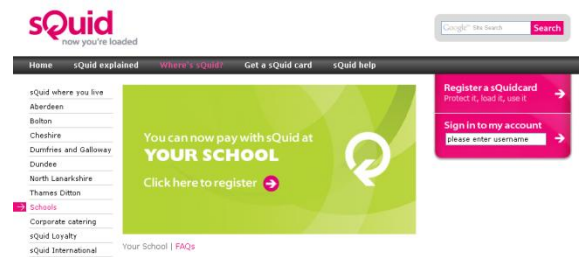 sQuid
now you're loaded
Google™ Site Search Search
Home sQuid explained Where's sQuid? Get a sQuid card sQuid help
sQuid where you live
Aberdeen
Bolton
Cheshire
Dumfries and Galloway
Dundee
North Lanarkshire
Thames Ditton
Schools
Corporate catering
sQuid Loyalty
sQuid International
You can now pay with sQuid at
YOUR SCHOOL
Click here to register
Your School | FAQs
Register a sQuidcard
Protect it, load it, use it
Sign in to my account
please enter username